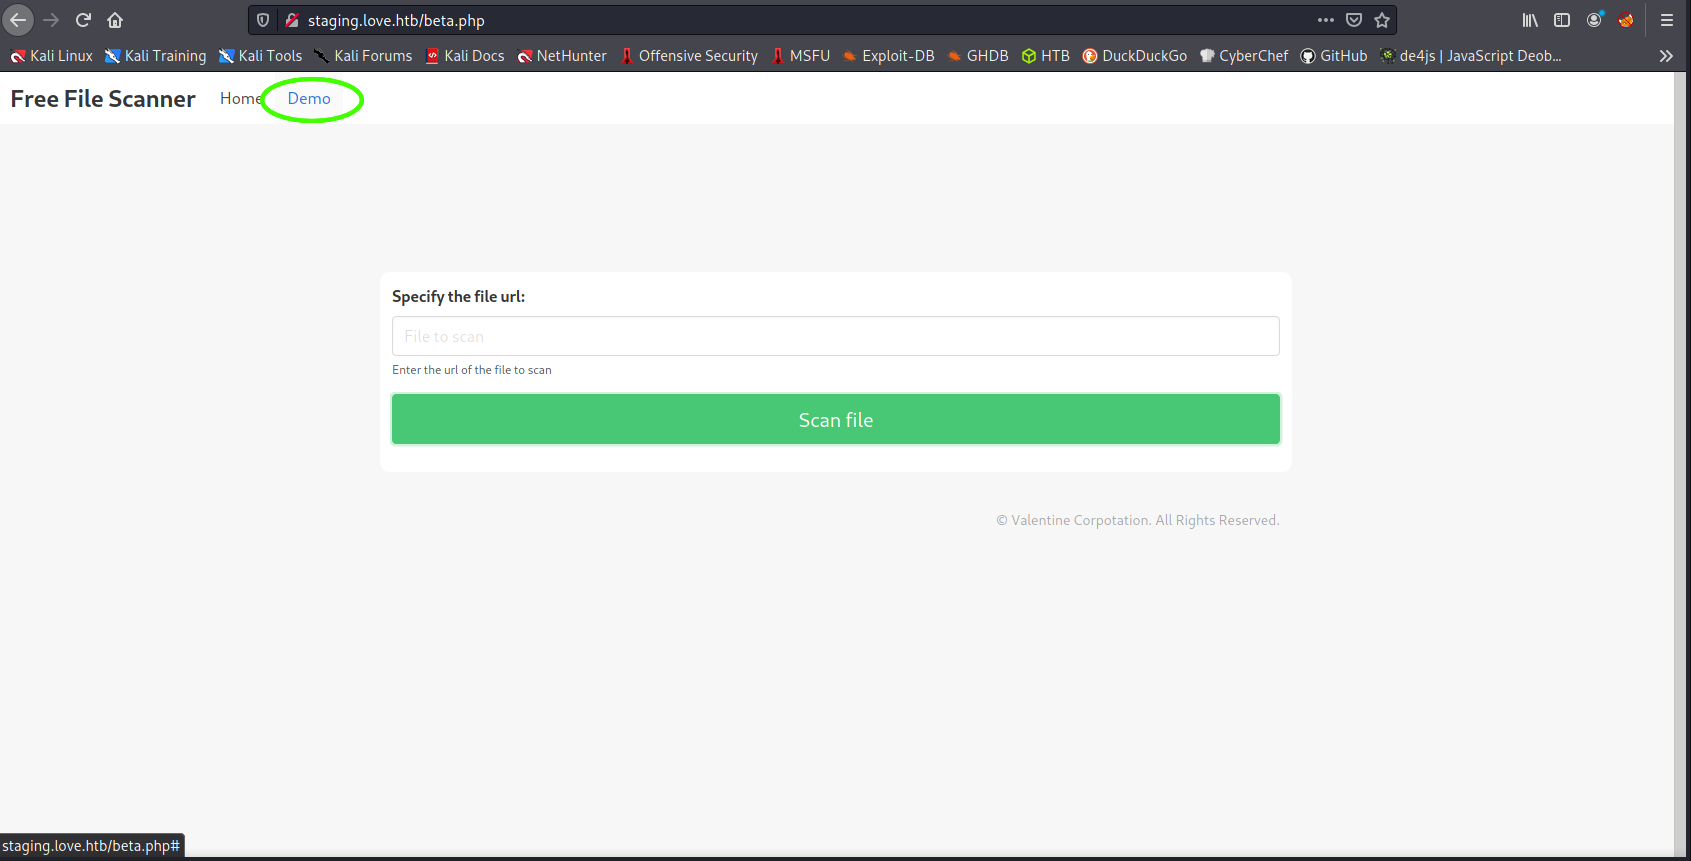 staging.love.htb/beta.php
Kali Linux Kali Training Kali Tools Kali Forums Kali Docs NetHunter Offensive Security MSFU Exploit-DB GHDB HTB DuckDuckGo CyberChef GitHub de4js | JavaScript Deob...
Free File Scanner Home Demo
Specify the file url:
File to scan
Enter the url of the file to scan
Scan file
© Valentine Corpotation. All Rights Reserved.
staging.love.htb/beta.php#